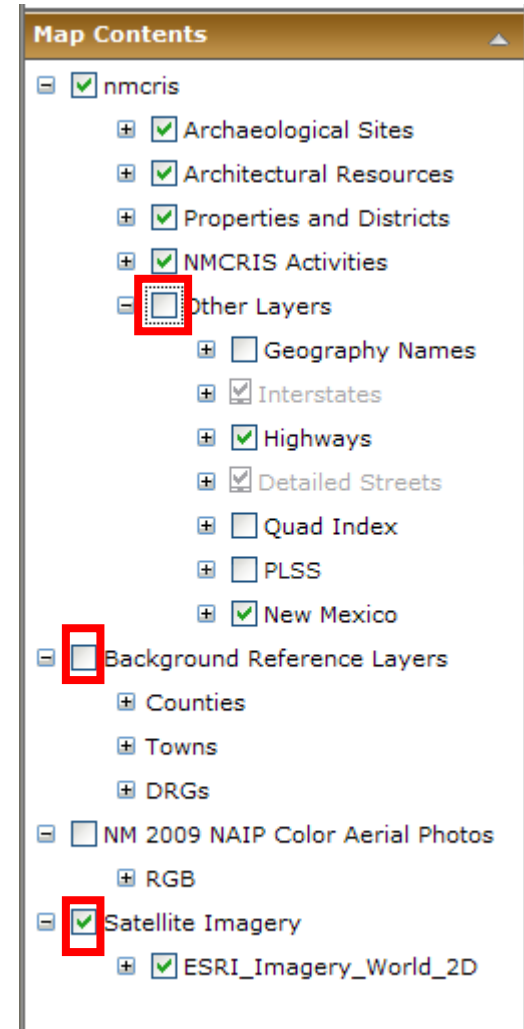 Map Contents
nmcris
Archaeological Sites
Architectural Resources
Properties and Districts
NMCRIS Activities
Other Layers
Geography Names
Interstates
Highways
Detailed Streets
Quad Index
PLSS
New Mexico
Background Reference Layers
Counties
Towns
DRGs
NM 2009 NAIP Color Aerial Photos
RGB
Satellite Imagery
ESRI_Imagery_World_2D